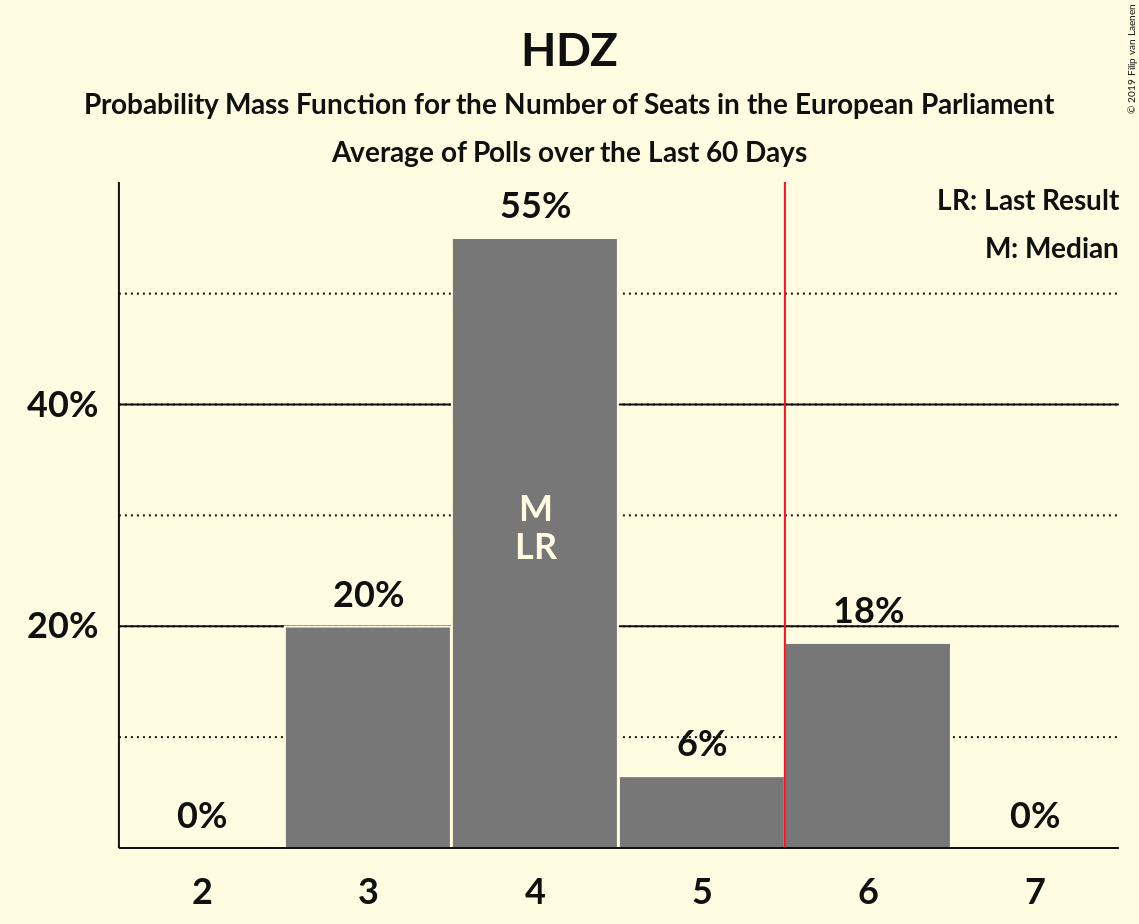 HDZ
Probability Mass Function for the Number of Seats in the European Parliament
Average of Polls over the Last 60 Days
© 2019 Filip van Laenen
LR: Last Result
M: Median
55%
40%
M
LR
20%
20%
18%
6%
0%
0%
2 3 4 5 6 7